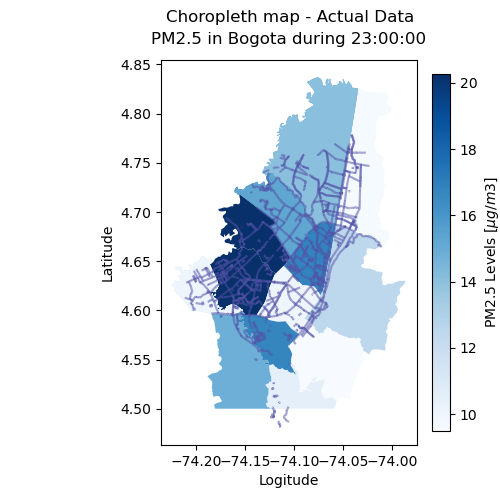 Choropleth map - Actual Data
PM2.5 in Bogota during 23:00:00
4.85
4.80
4.75
4.70
4.65
4.60
4.55
4.50
Latitude
−74.20 −74.15 −74.10 −74.05 −74.00
Logitude
20
18
16
14
12
10
PM2.5 Levels [μg/m3]